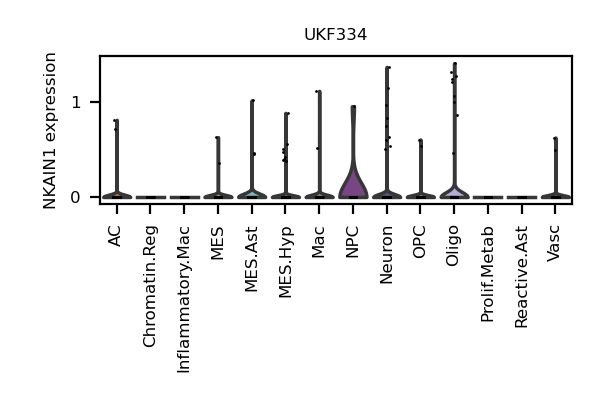 UKF334
NKAIN1 expression
1
0
AC
Chromatin.Reg
Inflammatory.Mac
MES
MES.Ast
MES.Hyp
Mac
NPC
Neuron
OPC
Oligo
Prolif.Metab
Reactive.Ast
Vasc